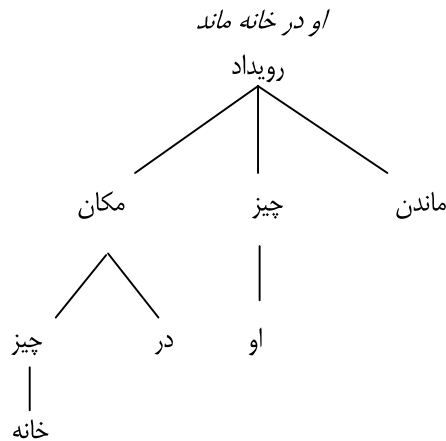 او در خانه ماند
رویداد
ماندن چیز مکان
او در چیز
خانه